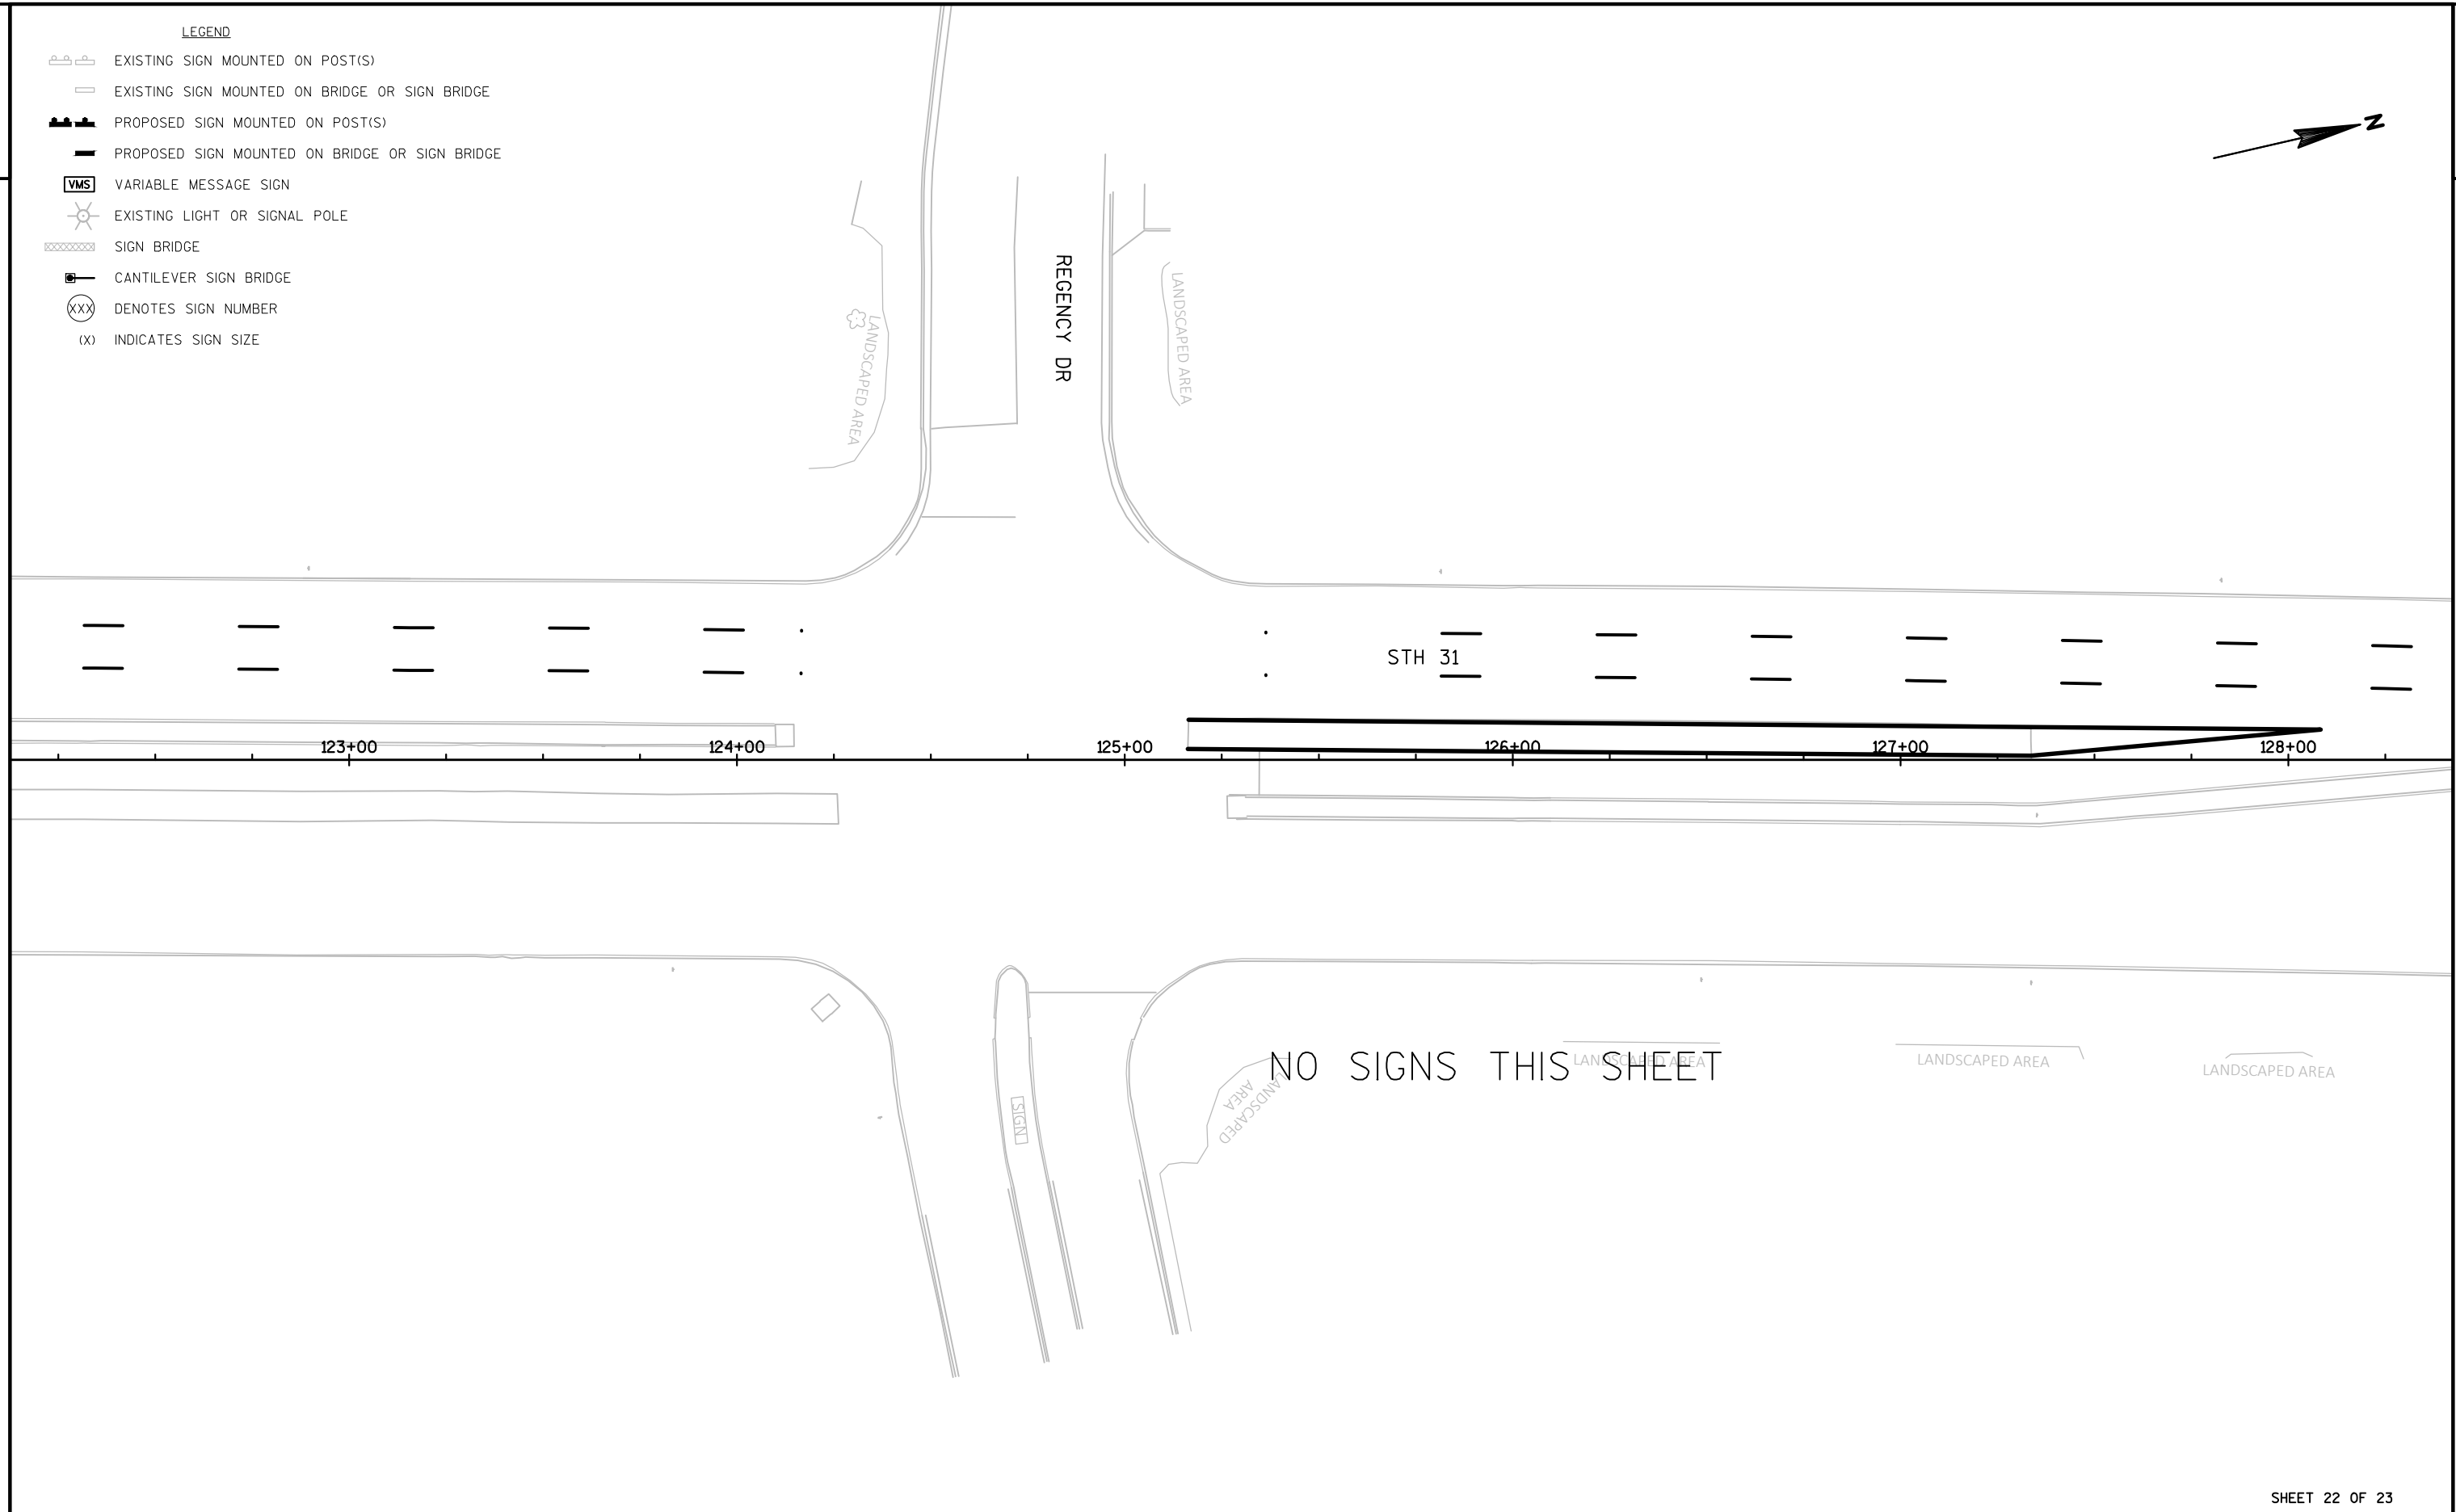 LEGEND
EXISTING SIGN MOUNTED ON POST(S)
EXISTING SIGN MOUNTED ON BRIDGE OR SIGN BRIDGE
PROPOSED SIGN MOUNTED ON POST(S)
PROPOSED SIGN MOUNTED ON BRIDGE OR SIGN BRIDGE
VMS VARIABLE MESSAGE SIGN
EXISTING LIGHT OR SIGNAL POLE
SIGN BRIDGE
CANTILEVER SIGN BRIDGE
XXX DENOTES SIGN NUMBER
(X) INDICATES SIGN SIZE
N
LANDSCAPED AREA
REGENCY DR
LANDSCAPED AREA
STH 31
123+00 124+00 125+00 126+00 127+00 128+00
NO SIGNS THIS SHEET
LANDSCAPED AREA
LANDSCAPED AREA
LANDSCAPED AREA
LANDSCAPED
AREA
SIGN
SHEET 22 OF 23